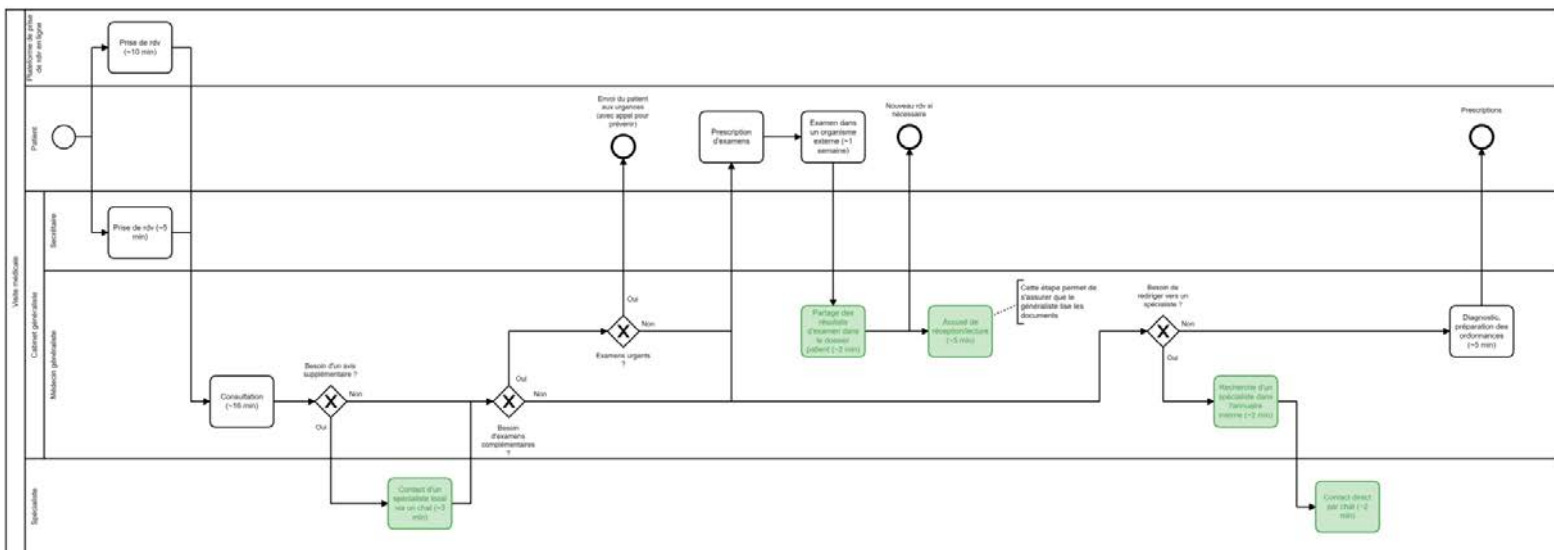 Visite médicale
Plateforme de prise
de rdv en ligne
Prise de rdv
(~10 min)
Patient
Envoi du patient
aux urgences
(avec appel pour
prévenir)
Prescription
d'examens
Examen dans
un organisme
externe (~1
semaine)
Nouveau rdv si
nécessaire
Prescriptions
Cabinet généraliste
Secrétaire
Prise de rdv (~5
min)
Médecin généraliste
Consultation
(~16 min)
Besoin d'un avis
supplémentaire ?
Non
Oui
Besoin
d'examens
complémentaires
?
Oui
Non
Examens urgents
?
Oui
Non
Partage des
résultats
d'examen dans
le dossier
patient (~2 min)
Accusé de
réception/lecture
(~5 min)
Cette étape permet de
s'assurer que le
généraliste lise les
documents
Besoin de
rediriger vers un
spécialiste ?
Non
Oui
Recherche d'un
spécialiste dans
l'annuaire
interne (~2 min)
Diagnostic,
préparation des
ordonnances
(~5 min)
Spécialiste
Contact d'un
spécialiste local
via un chat (~3
min)
Contact direct
par chat (~2
min)